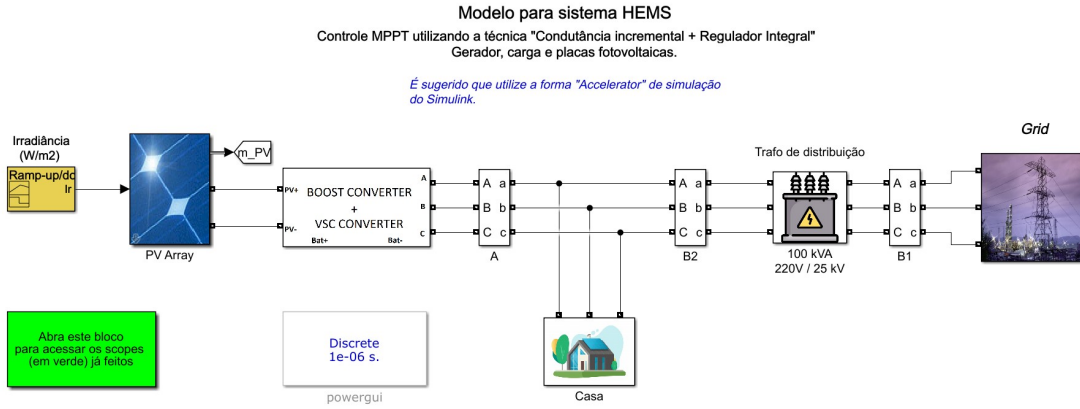 Modelo para sistema HEMS
Controle MPPT utilizando a técnica "Condutância incremental + Regulador Integral"
Gerador, carga e placas fotovoltaicas.
É sugerido que utilize a forma "Accelerator" de simulação
do Simulink.
Irradiância
(W/m2)
Ramp-up/do
Ir
m_PV
PV Array
PV+
PV-
BOOST CONVERTER
+
VSC CONVERTER
Bat+ Bat-
A
B
C
A a
B b
C c
A
A a
B b
C c
B2
Trafo de distribuição
100 kVA
220V / 25 kV
A a
B b
C c
B1
Grid
Abra este bloco
para acessar os scopes
(em verde) já feitos
Discrete
1e-06 s.
powergui
Casa